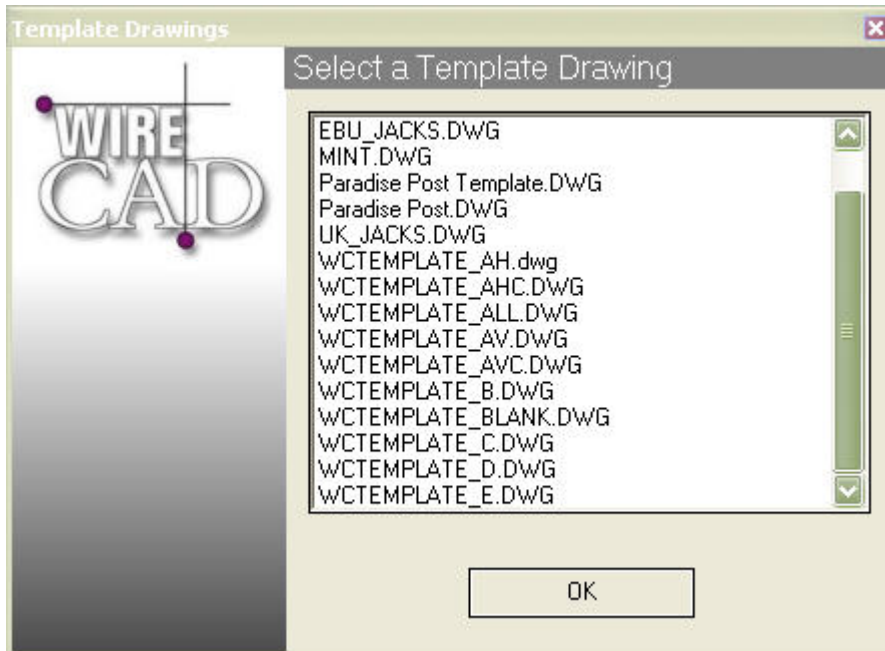 Template Drawings
WIRE
CAD
Select a Template Drawing
EBU_JACKS.DWG
MINT.DWG
Paradise Post Template.DWG
Paradise Post.DWG
UK_JACKS.DWG
WCTEMPLATE_AH.dwg
WCTEMPLATE_AHC.DWG
WCTEMPLATE_ALL.DWG
WCTEMPLATE_AV.DWG
WCTEMPLATE_AVC.DWG
WCTEMPLATE_B.DWG
WCTEMPLATE_BLANK.DWG
WCTEMPLATE_C.DWG
WCTEMPLATE_D.DWG
WCTEMPLATE_E.DWG
OK